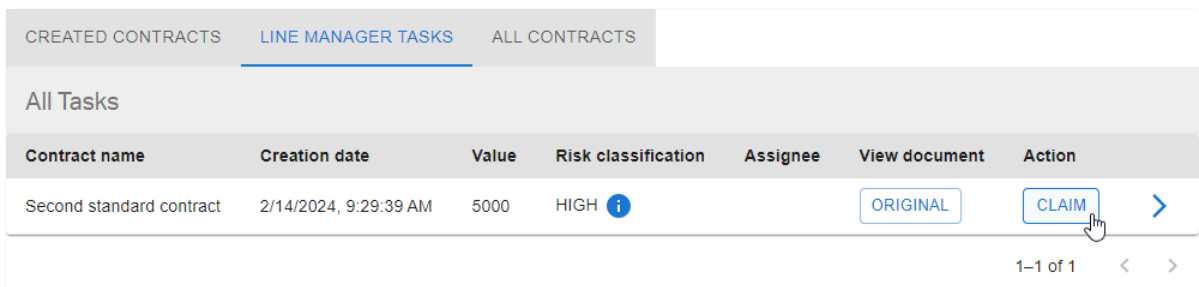 CREATED CONTRACTS LINE MANAGER TASKS ALL CONTRACTS
All Tasks
Contract name Creation date Value Risk classification Assignee View document Action
Second standard contract 2/14/2024, 9:29:39 AM 5000 HIGH i ORIGINAL CLAIM
1–1 of 1